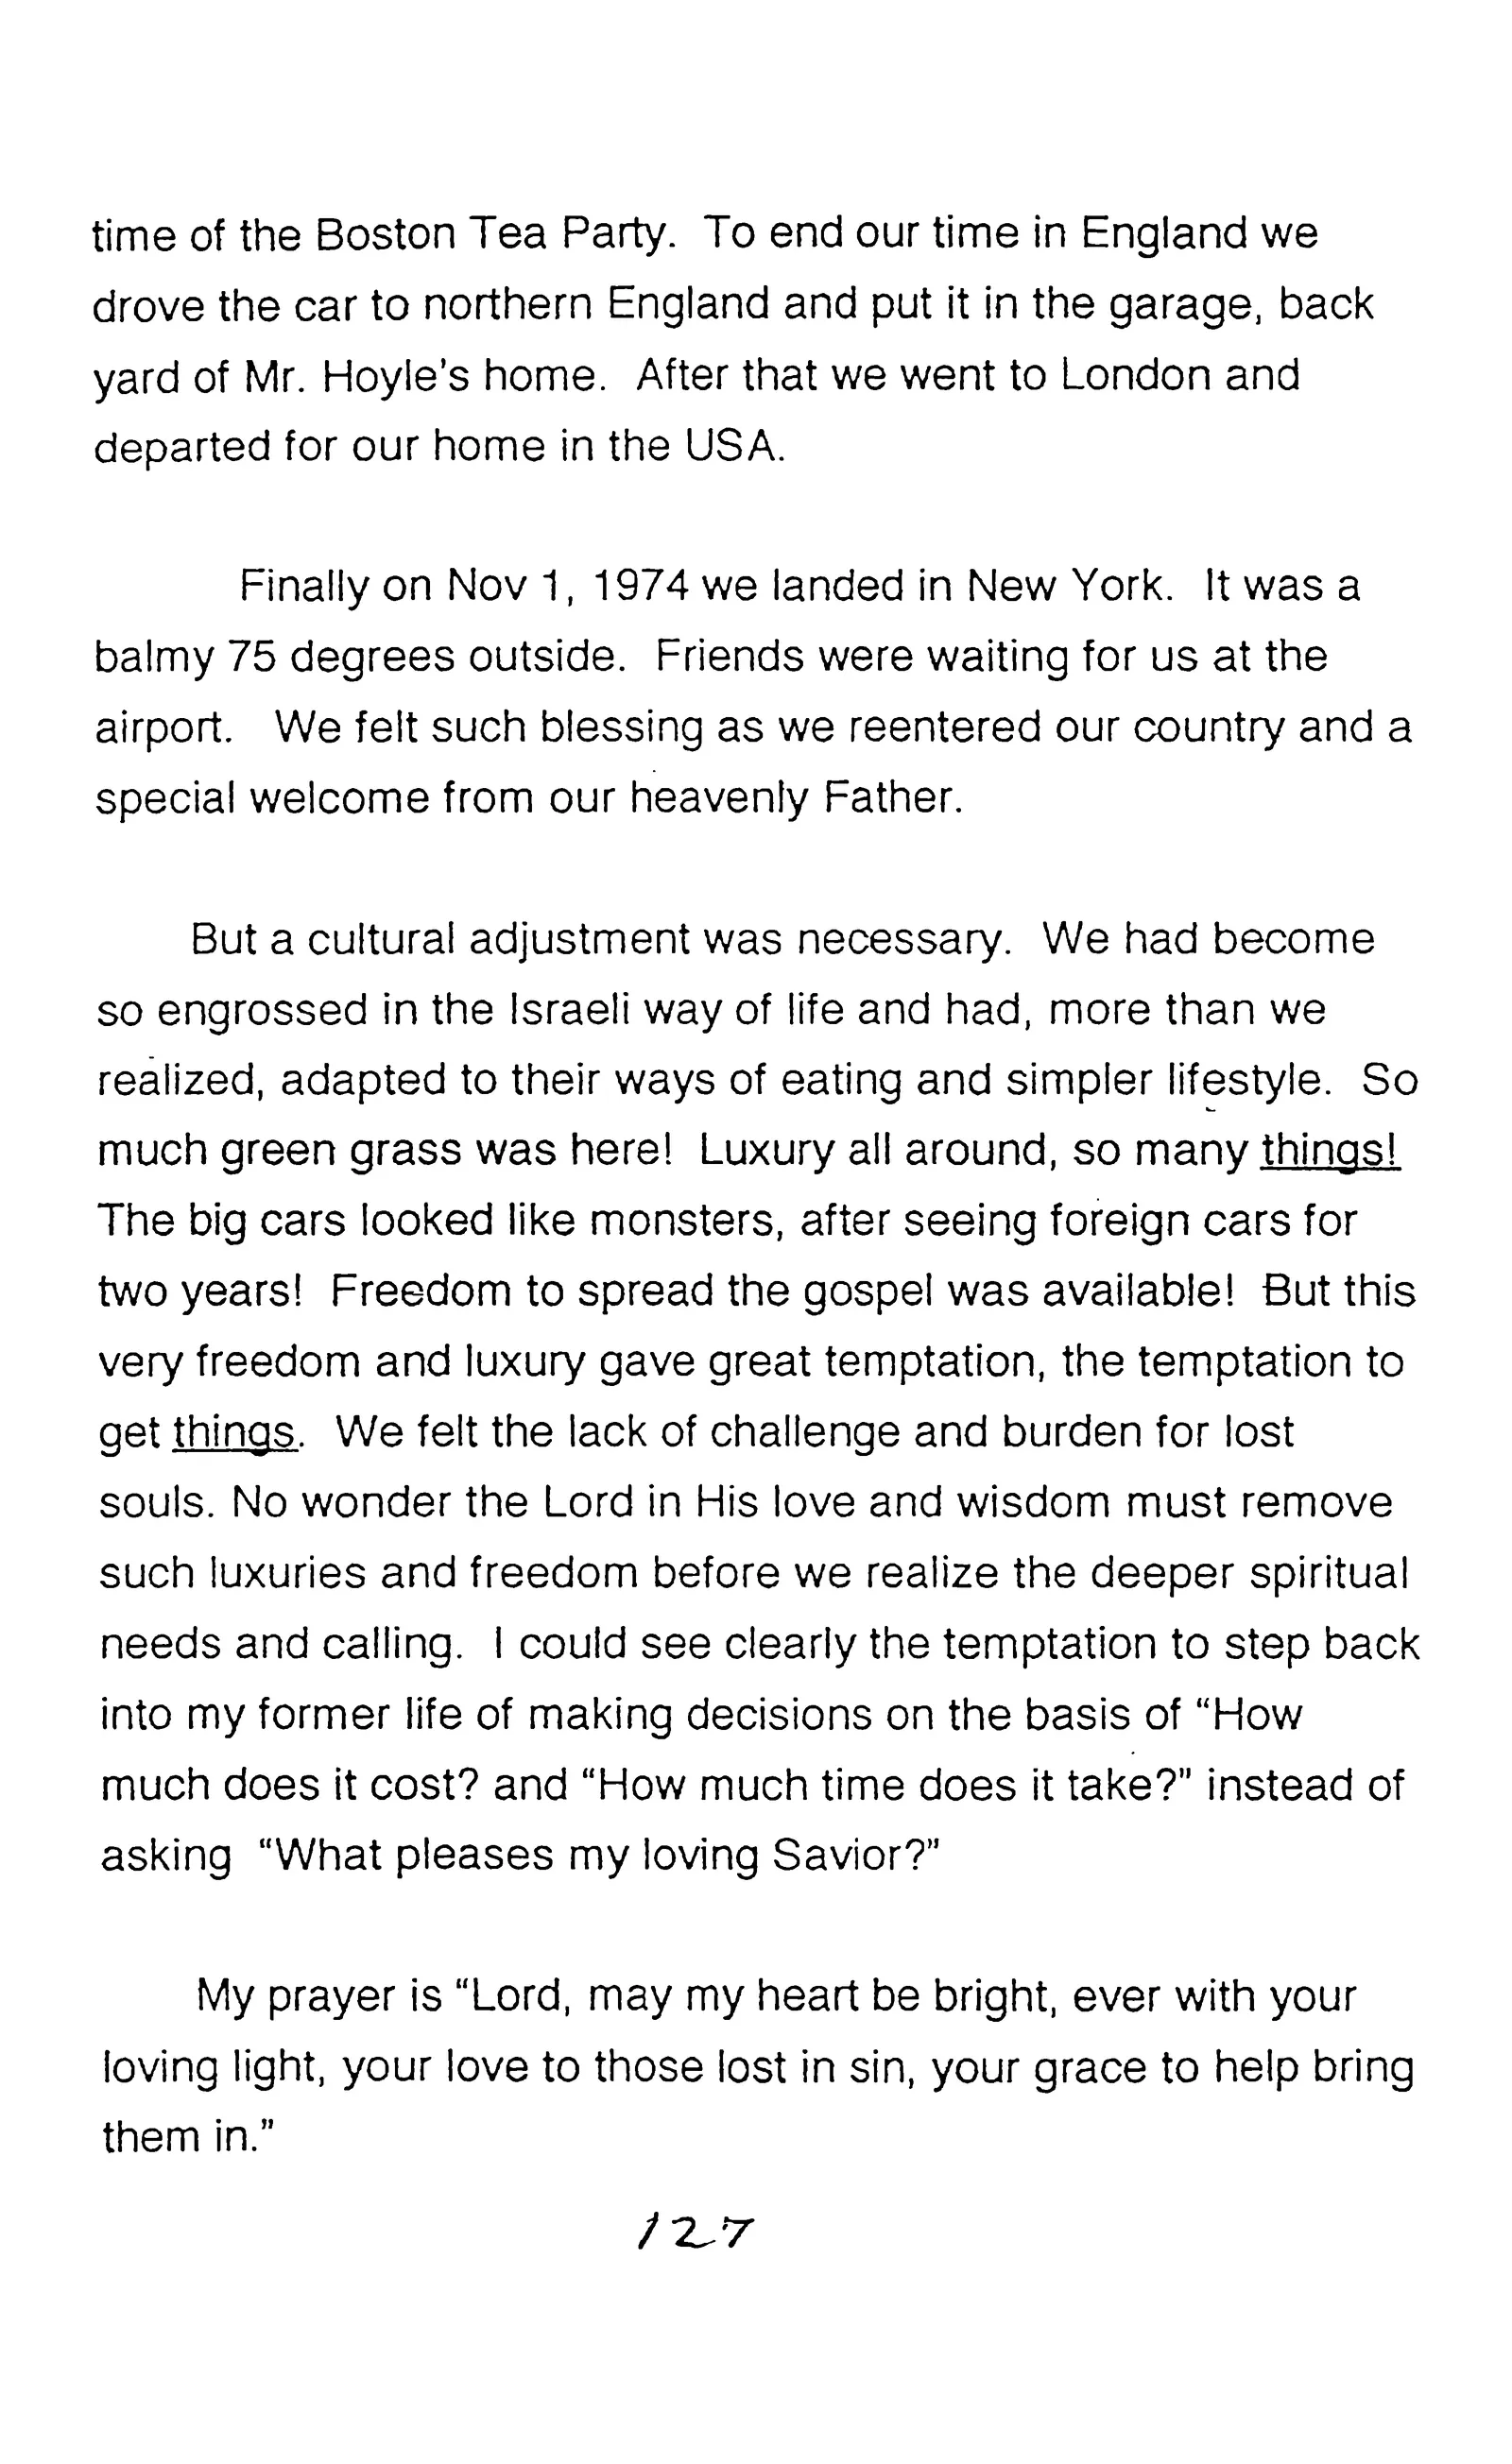 time of the Boston Tea Party.  To end our time in England we
drove the car to northern England and put it in the garage, back
yard of Mr. Hoyle's home.  After that we went to London and
departed for our home in the USA.
Finally on Nov 1, 1974 we landed in New York.  It was a
balmy 75 degrees outside.  Friends were waiting for us at the
airport.   We felt such blessing as we reentered our country and a
special welcome from our heavenly Father.
But a cultural adjustment was necessary.  We had become
so engrossed in the Israeli way of life and had, more than we
realized, adapted to their ways of eating and simpler lifestyle.  So
much green grass was here!  Luxury all around, so many things!
The big cars looked like monsters, after seeing foreign cars for
two years!  Freedom to spread the gospel was available!  But this
very freedom and luxury gave great temptation, the temptation to
get things.  We felt the lack of challenge and burden for lost
souls. No wonder the Lord in His love and wisdom must remove
such luxuries and freedom before we realize the deeper spiritual
needs and calling.  I could see clearly the temptation to step back
into my former life of making decisions on the basis of "How
much does it cost? and "How much time does it take?" instead of
asking  "What pleases my loving Savior?"
My prayer is "Lord, may my heart be bright, ever with your
loving light, your love to those lost in sin, your grace to help bring
them in."
127